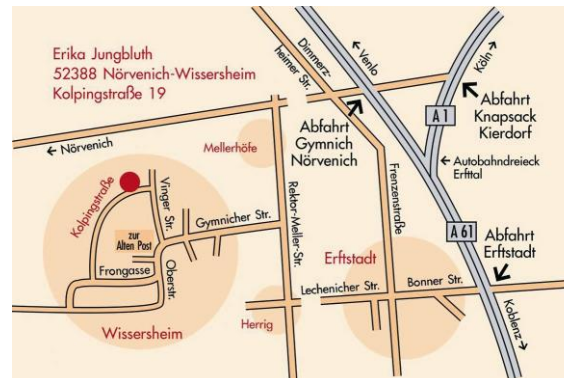 Erika Jungbluth
52388 Nörvenich-Wissersheim
Kolpingstraße 19
Dimmerz-
heimer Str.
← Venlo
Köln →
A 1
Abfahrt
Knapsack
Kierdorf
Abfahrt
Gymnich
Nörvenich
← Nörvenich
Mellerhöfe
← Autobahndreieck
Erfttal
Kolpingstraße
Vinger Str.
Gymnicher Str.
Rektor-Meller-Str.
Frenzenstraße
zur
Alten Post
A 61
Abfahrt
Erftstadt
Erftstadt
Frongasse
Oberstr.
Lechenicher Str.
Bonner Str.
Wissersheim
Herrig
Koblenz →